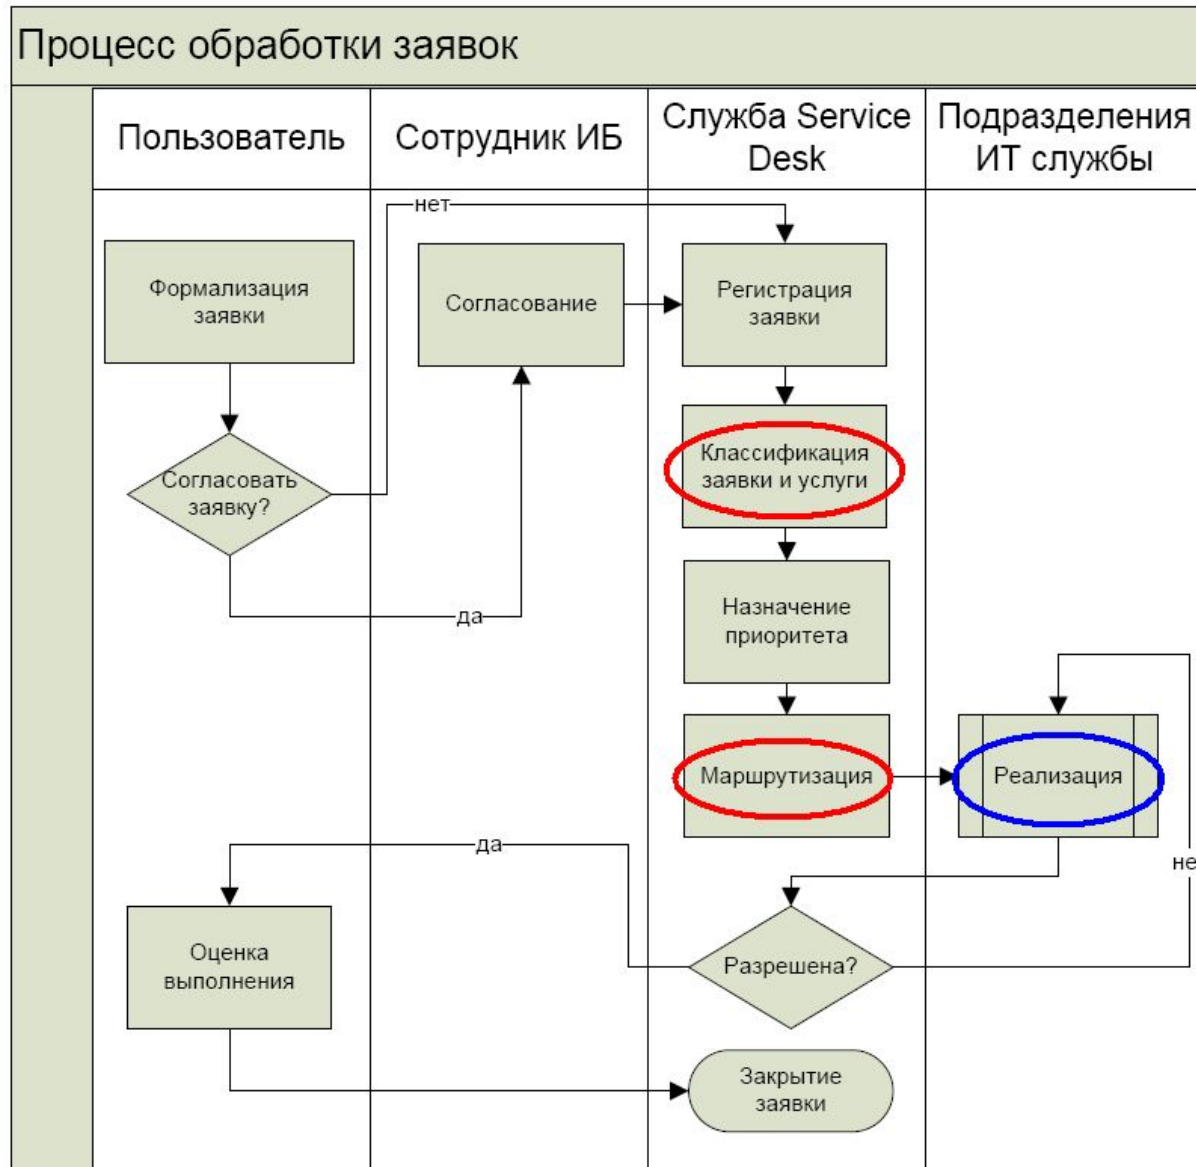 Процесс обработки заявок
Пользователь
Сотрудник ИБ
Служба Service
Desk
Подразделения
ИТ службы
нет
Формализация
заявки
Согласование
Регистрация
заявки
Согласовать
заявку?
Классификация
заявки и услуги
да
Назначение
приоритета
Маршрутизация
Реализация
да
не
Оценка
выполнения
Разрешена?
Закрытие
заявки